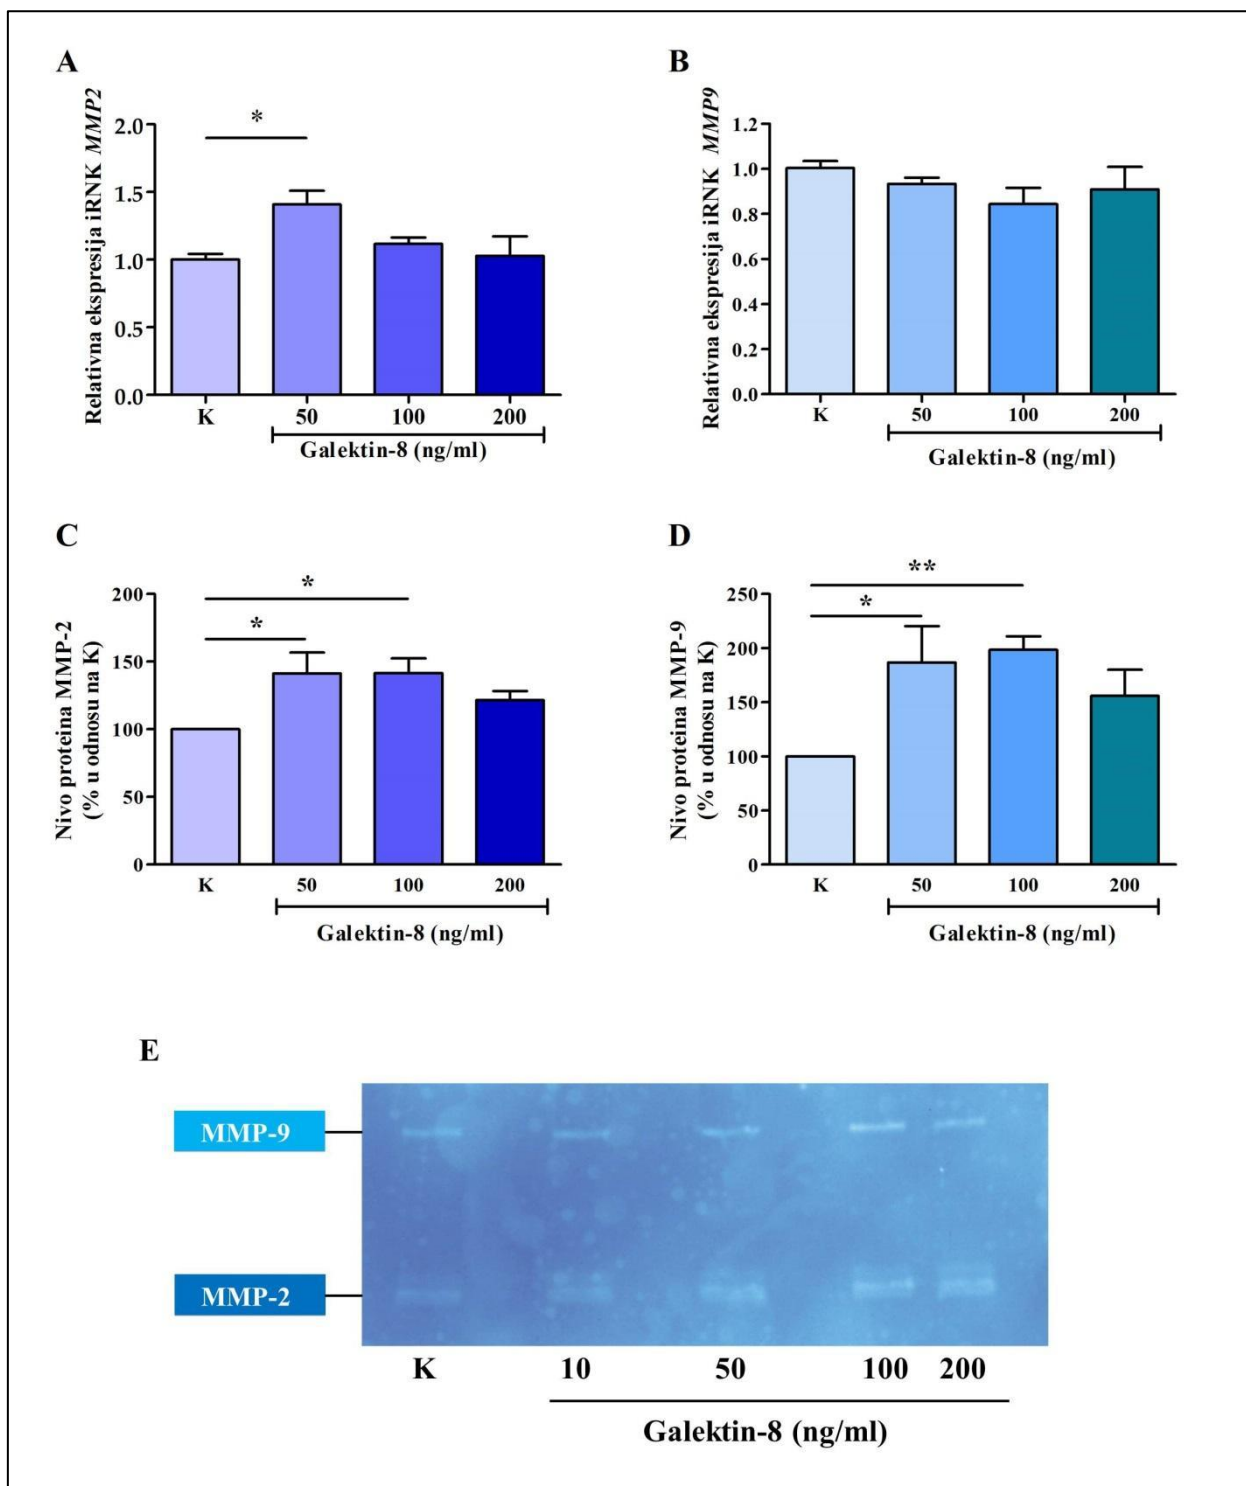 A
Relativna ekspresija iRNK MMP2
2.0
1.5
1.0
0.5
0.0
*
K
50
100
200
Galektin-8 (ng/ml)
B
Relativna ekspresija iRNK MMP9
1.2
1.0
0.8
0.6
0.4
0.2
0.0
K
50
100
200
Galektin-8 (ng/ml)
C
Nivo proteina MMP-2
(% u odnosu na K)
200
150
100
50
0
*
*
K
50
100
200
Galektin-8 (ng/ml)
D
Nivo proteina MMP-9
(% u odnosu na K)
250
200
150
100
50
0
**
*
K
50
100
200
Galektin-8 (ng/ml)
E
MMP-9
MMP-2
K
10
50
100
200
Galektin-8 (ng/ml)